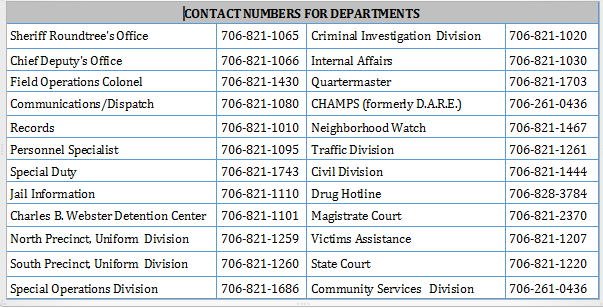 CONTACT NUMBERS FOR DEPARTMENTS
Sheriff Roundtree's Office 706-821-1065 Criminal Investigation Division 706-821-1020
Chief Deputy's Office 706-821-1066 Internal Affairs 706-821-1030
Field Operations Colonel 706-821-1430 Quartermaster 706-821-1703
Communications/Dispatch 706-821-1080 CHAMPS (formerly D.A.R.E.) 706-261-0436
Records 706-821-1010 Neighborhood Watch 706-821-1467
Personnel Specialist 706-821-1095 Traffic Division 706-821-1261
Special Duty 706-821-1743 Civil Division 706-821-1444
Jail Information 706-821-1110 Drug Hotline 706-828-3784
Charles B. Webster Detention Center 706-821-1101 Magistrate Court 706-821-2370
North Precinct, Uniform Division 706-821-1259 Victims Assistance 706-821-1207
South Precinct, Uniform Division 706-821-1260 State Court 706-821-1220
Special Operations Division 706-821-1686 Community Services Division 706-261-0436